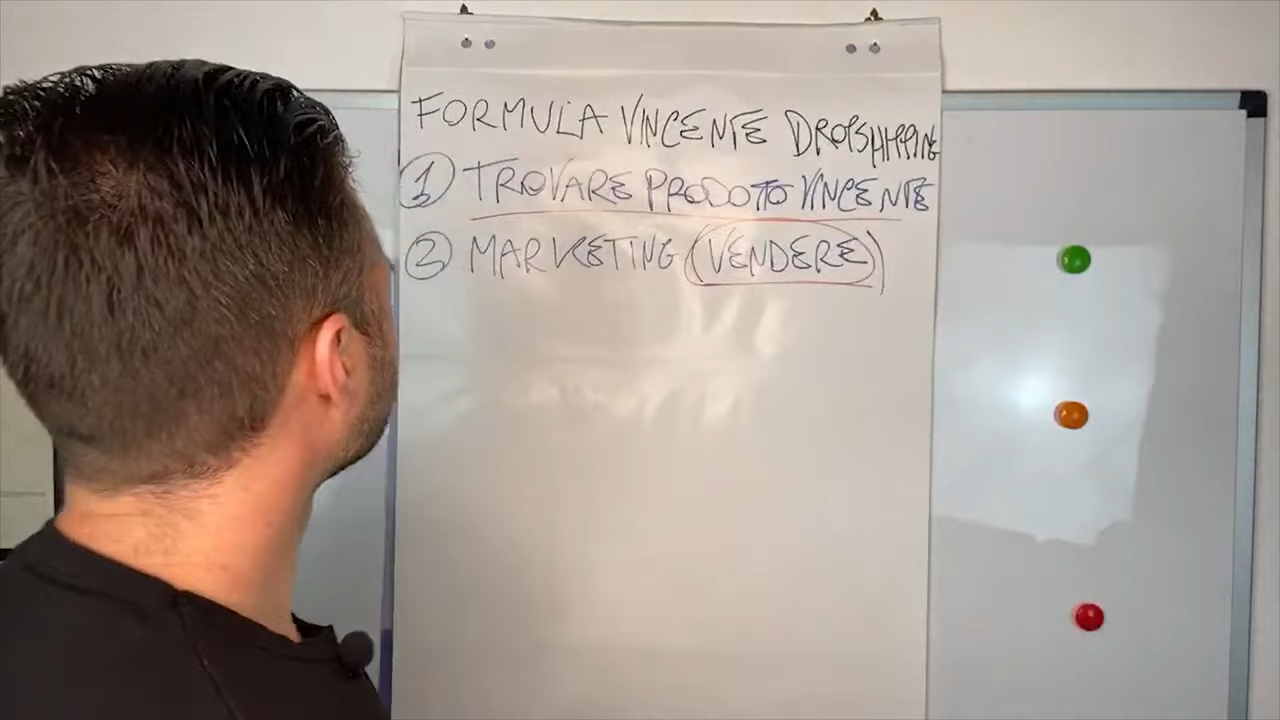 FORMULA VINCENTE DROPSHIPPING
1 TROVARE PRODOTTO VINCENTE
2 MARKETING (VENDERE)